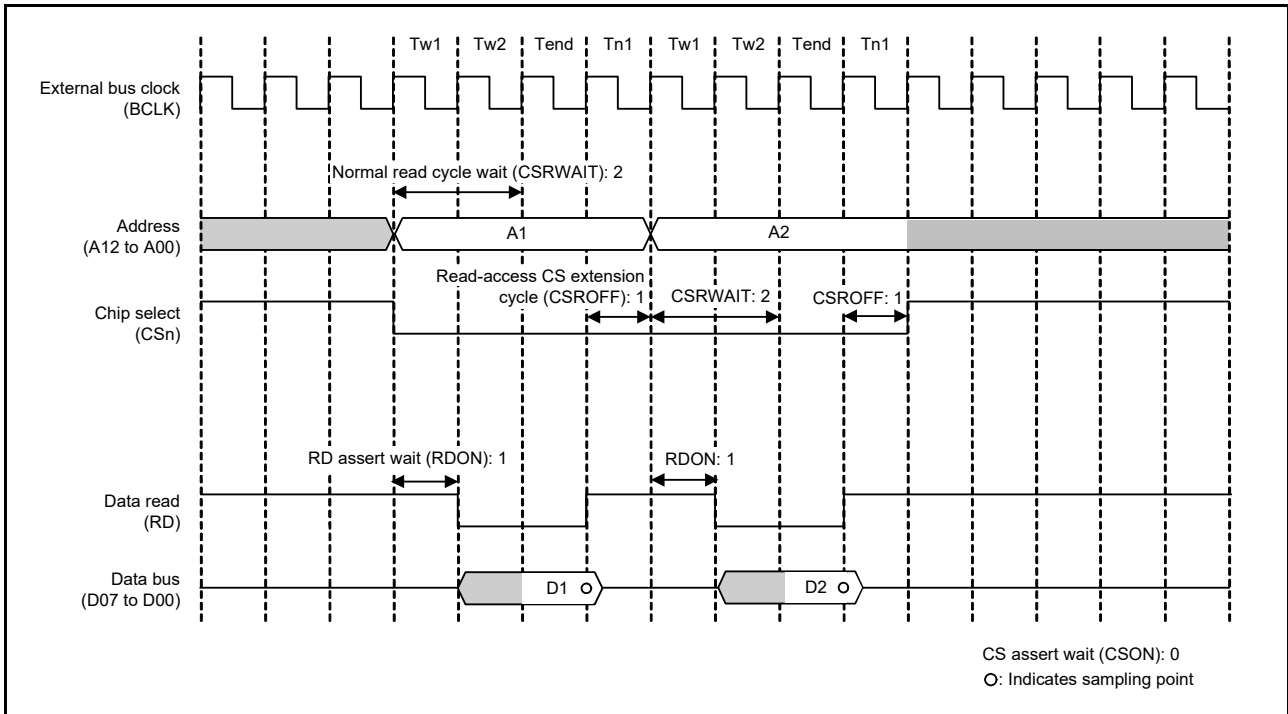 Tw1 Tw2 Tend Tn1 Tw1 Tw2 Tend Tn1
External bus clock
(BCLK)
Normal read cycle wait (CSRWAIT): 2
Address
(A12 to A00)
A1 A2
Read-access CS extension
cycle (CSROFF): 1
CSRWAIT: 2
CSROFF: 1
Chip select
(CSn)
RD assert wait (RDON): 1
RDON: 1
Data read
(RD)
Data bus
(D07 to D00)
D1 D2
CS assert wait (CSON): 0
O: Indicates sampling point